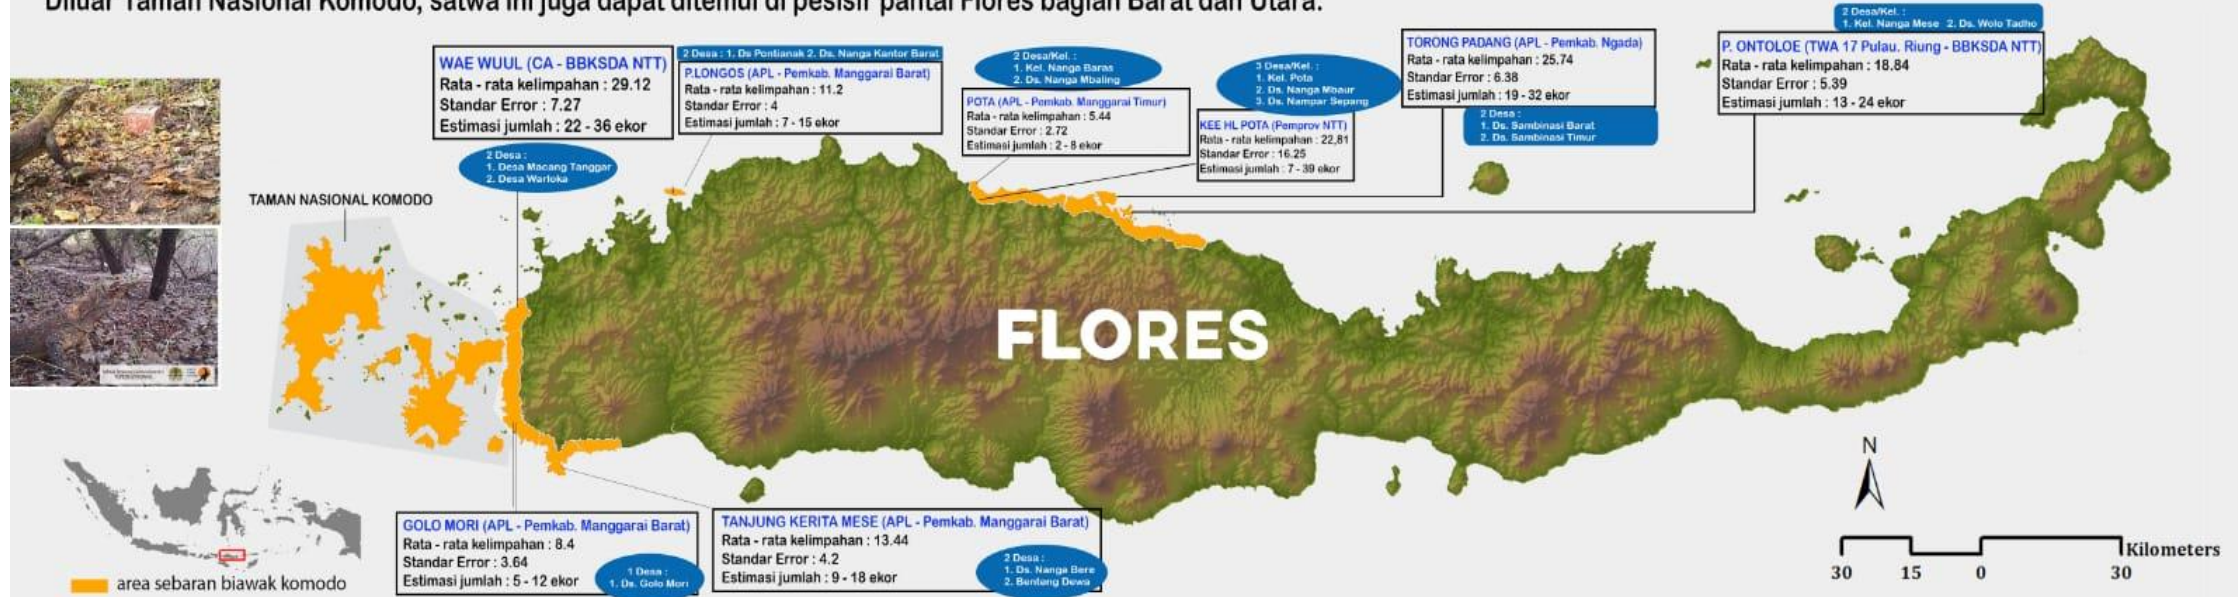 Diluar Taman Nasional Komodo, satwa ini juga dapat ditemui di pesisir pantai Flores bagian Barat dan Utara.
WAE WUUL (CA - BBKSDA NTT)
Rata - rata kelimpahan : 29.12
Standar Error : 7.27
Estimasi jumlah : 22 - 36 ekor
2 Desa :
1. Desa Macang Tanggar
2. Desa Warloka
2 Desa : 1. Ds Pontianak 2. Ds. Nanga Kantor Barat
P.LONGOS (APL - Pemkab. Manggarai Barat)
Rata - rata kelimpahan : 11.2
Standar Error : 4
Estimasi jumlah : 7 - 15 ekor
2 Desa/Kel. :
1. Kel. Nanga Baras
2. Ds. Nanga Mbaling
POTA (APL - Pemkab. Manggarai Timur)
Rata - rata kelimpahan : 5.44
Standar Error : 2.72
Estimasi jumlah : 2 - 8 ekor
3 Desa/Kel. :
1. Kel. Pota
2. Ds. Nanga Mbaur
3. Ds. Nampar Sepang
KEE HL POTA (Pemprov NTT)
Rata - rata kelimpahan : 22,81
Standar Error : 16.25
Estimasi jumlah : 7 - 39 ekor
TORONG PADANG (APL - Pemkab. Ngada)
Rata - rata kelimpahan : 25.74
Standar Error : 6.38
Estimasi jumlah : 19 - 32 ekor
2 Desa :
1. Ds. Sambinasi Barat
2. Ds. Sambinasi Timur
2 Desa/Kel. :
1. Kel. Nanga Mese 2. Ds. Wolo Tadho
P. ONTOLOE (TWA 17 Pulau. Riung - BBKSDA NTT)
Rata - rata kelimpahan : 18.84
Standar Error : 5.39
Estimasi jumlah : 13 - 24 ekor
TAMAN NASIONAL KOMODO
FLORES
GOLO MORI (APL - Pemkab. Manggarai Barat)
Rata - rata kelimpahan : 8.4
Standar Error : 3.64
Estimasi jumlah : 5 - 12 ekor
1 Desa :
1. Ds. Golo Mori
TANJUNG KERITA MESE (APL - Pemkab. Manggarai Barat)
Rata - rata kelimpahan : 13.44
Standar Error : 4.2
Estimasi jumlah : 9 - 18 ekor
2 Desa :
1. Ds. Nanga Bere
2. Bentang Dewa
area sebaran biawak komodo
N
Kilometers
30 15 0 30